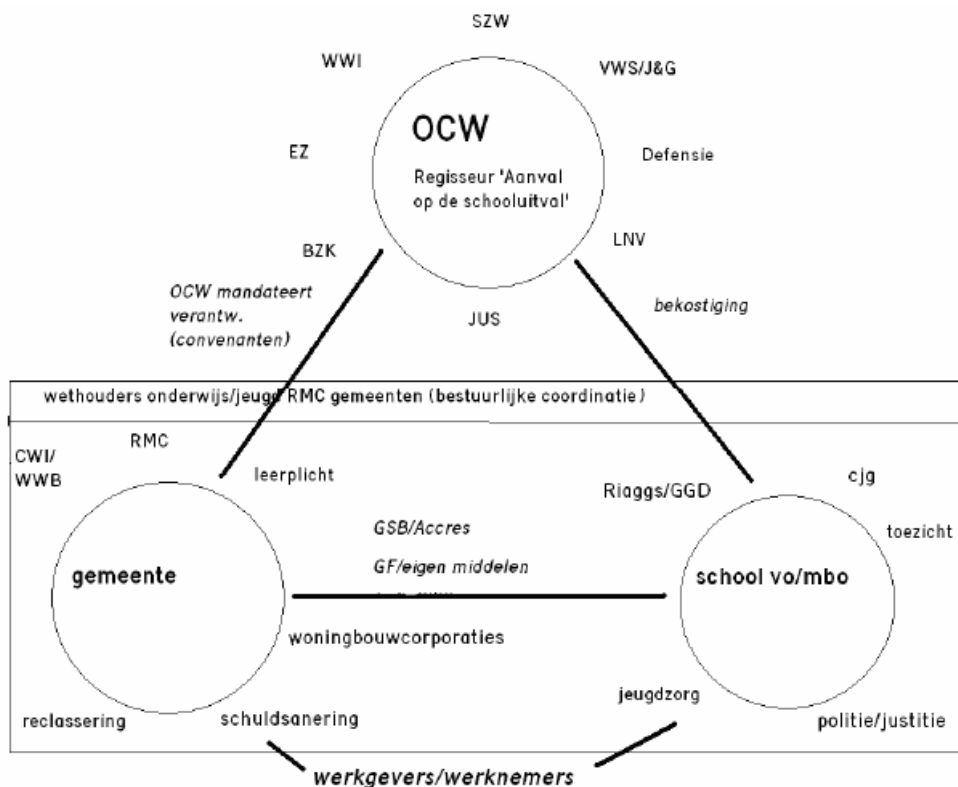 SZW
WWI
VWS/J&G
OCW
EZ
Defensie
Regisseur 'Aanval
op de schooluitval'
BZK
LNV
OCW mandateert
verantw.
(convenanten)
JUS
bekostiging
wethouders onderwijs/jeugd RMC gemeenten (bestuurlijke coordinatie)
RMC
CWI/
WWB
leerplicht
Riaggs/GGD
cjg
GSB/Accres
toezicht
gemeente
GF/eigen middelen
school vo/mbo
woningbouwcorporaties
jeugdzorg
reclassering
schuldsanering
politie/justitie
werkgevers/werknemers